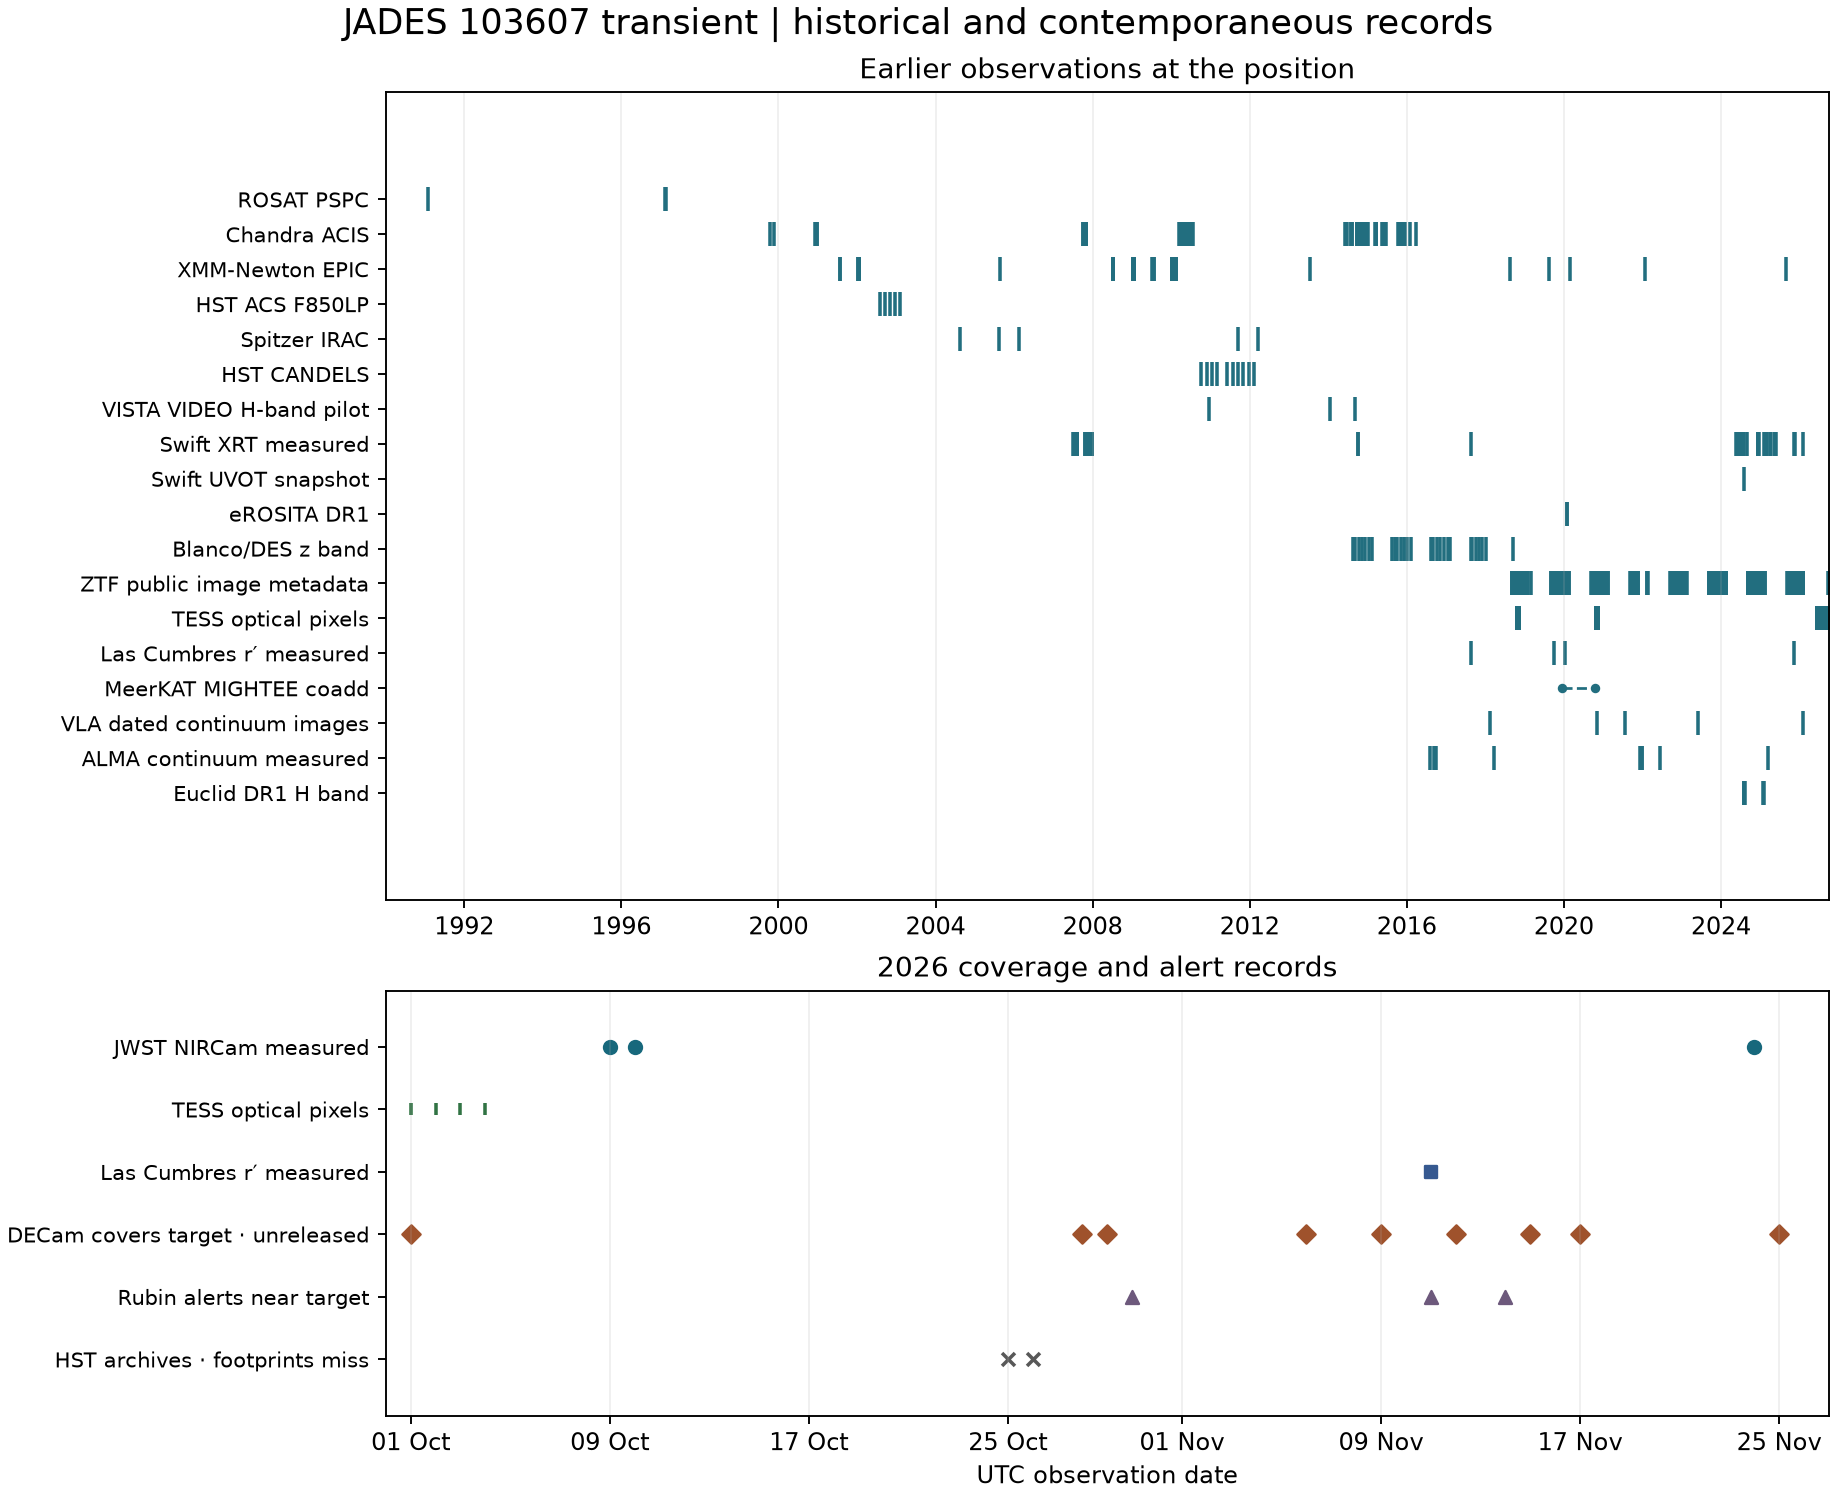 JADES 103607 transient | historical and contemporaneous records
Earlier observations at the position
ROSAT PSPC
Chandra ACIS
XMM-Newton EPIC
HST ACS F850LP
Spitzer IRAC
HST CANDELS
VISTA VIDEO H-band pilot
Swift XRT measured
Swift UVOT snapshot
eROSITA DR1
Blanco/DES z band
ZTF public image metadata
TESS optical pixels
Las Cumbres r′ measured
MeerKAT MIGHTEE coadd
VLA dated continuum images
ALMA continuum measured
Euclid DR1 H band
1992 1996 2000 2004 2008 2012 2016 2020 2024
2026 coverage and alert records
JWST NIRCam measured
TESS optical pixels
Las Cumbres r′ measured
DECam covers target · unreleased
Rubin alerts near target
HST archives · footprints miss
01 Oct 09 Oct 17 Oct 25 Oct 01 Nov 09 Nov 17 Nov 25 Nov
UTC observation date